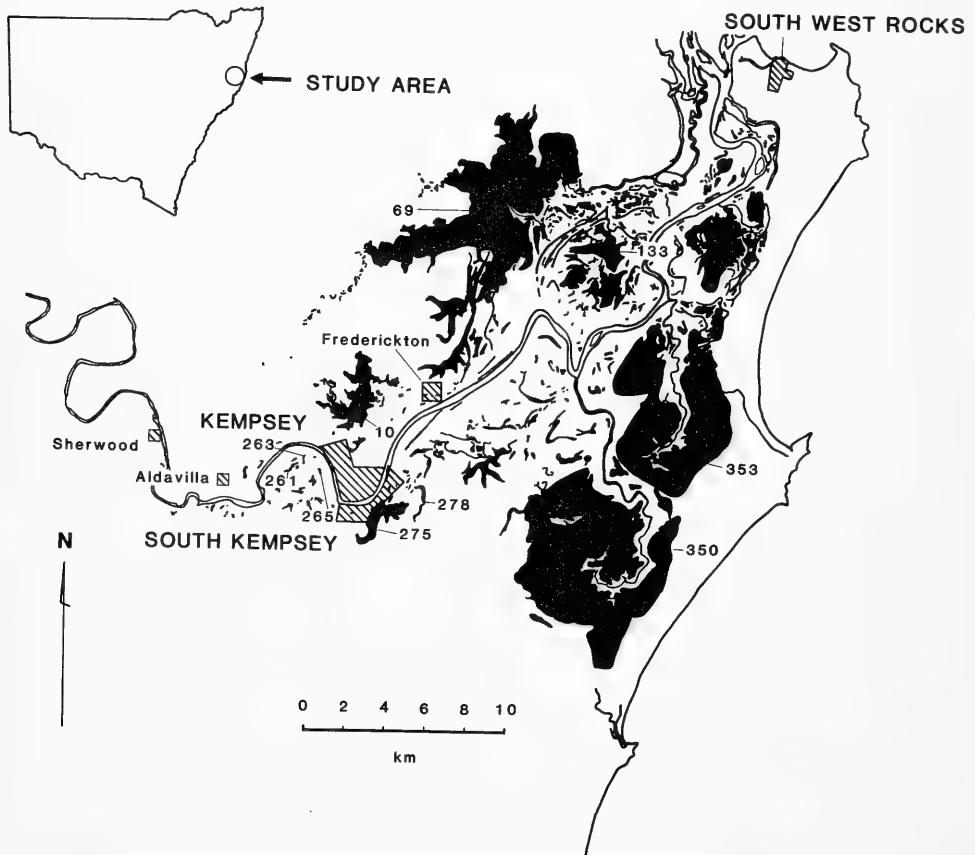 SOUTH WEST ROCKS
STUDY AREA
69
133
Frederickton
KEMPSEY
10
263
Sherwood
353
Aldavilla
261
265
278
275
N
SOUTH KEMPSEY
350
0 2 4 6 8 10
km